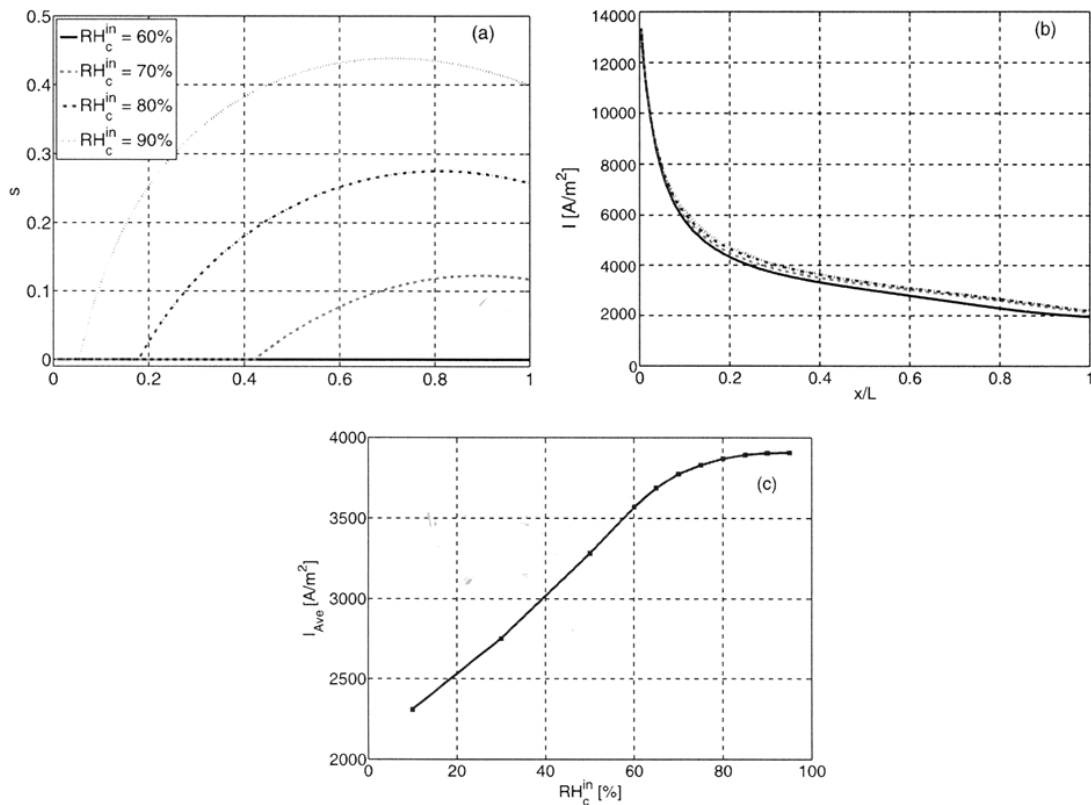 (a)
RH_c^in = 60%
RH_c^in = 70%
RH_c^in = 80%
RH_c^in = 90%
0.5
0.4
0.3
0.2
0.1
0
s
0 0.2 0.4 0.6 0.8 1
(b)
14000
12000
10000
8000
6000
4000
2000
0
I [A/m²]
0 0.2 0.4 0.6 0.8 1
x/L
(c)
4000
3500
3000
2500
2000
I_Ave [A/m²]
0 20 40 60 80 100
RH_c^in [%]